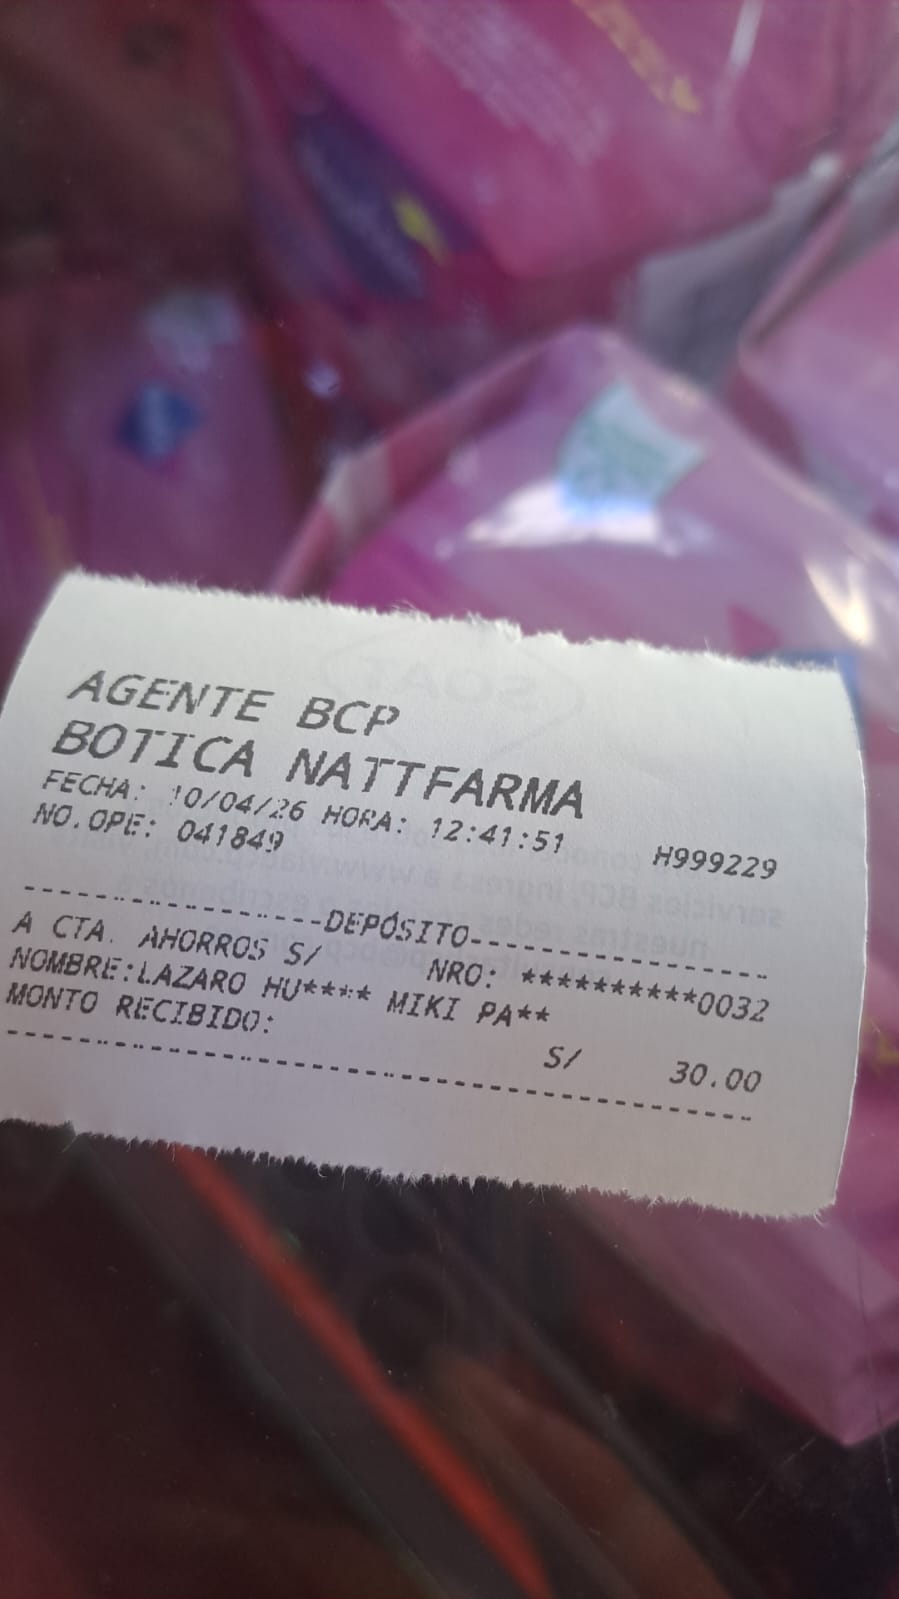 AGENTE BCP
BOTICA NATTFARMA
FECHA: 10/04/26 HORA: 12:41:51 H999229
NO.OPE: 041849
------------------DEPÓSITO------------------
A CTA. AHORROS S/ NRO: **********0032
NOMBRE:LAZARO HU**** MIKI PA**
MONTO RECIBIDO: S/ 30.00